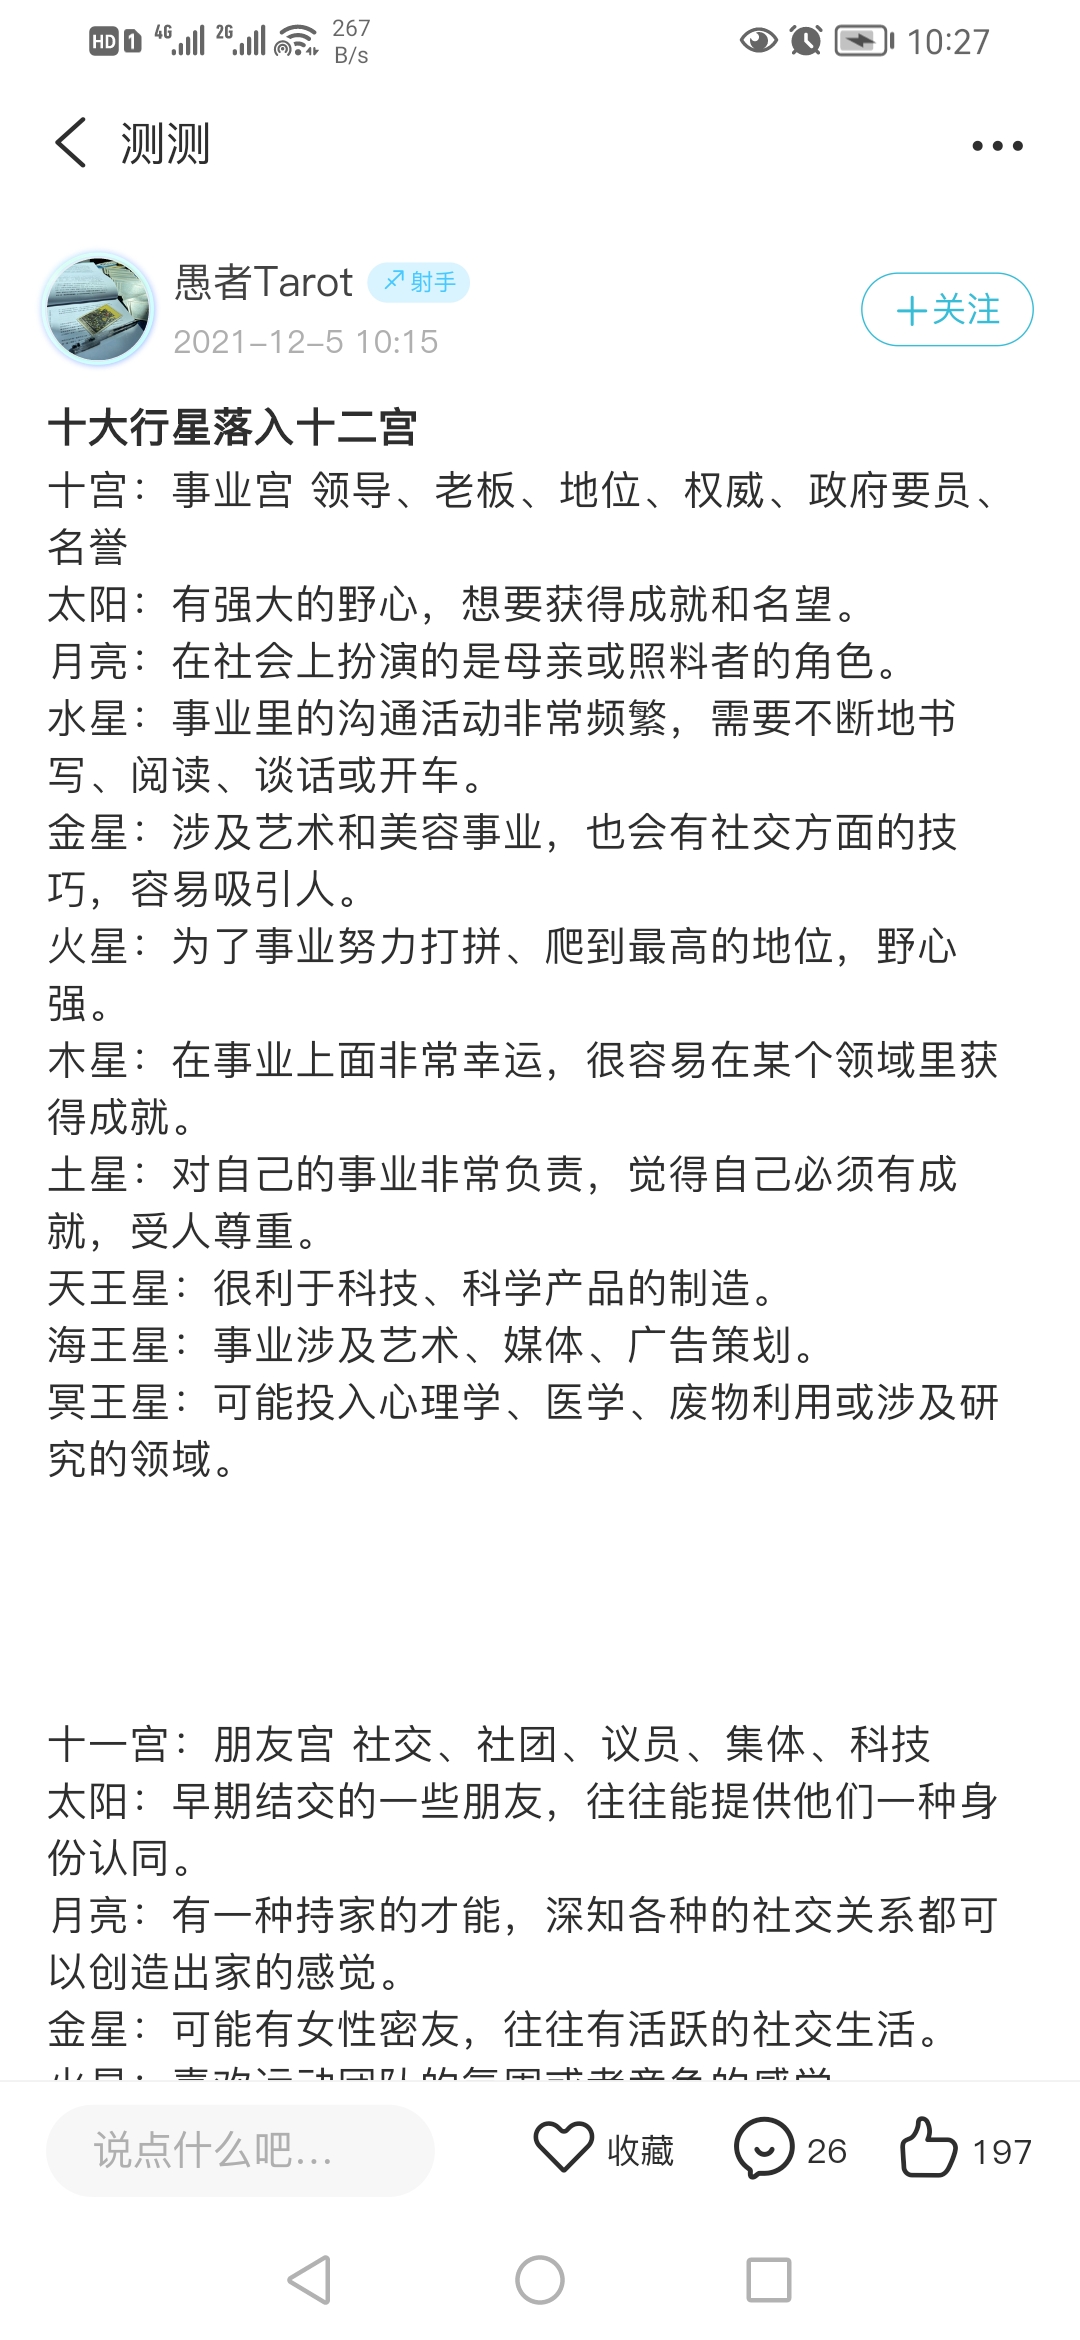 HD 1 4G 2G 267 B/s 10:27
测测
愚者Tarot 射手
2021-12-5 10:15
+关注
十大行星落入十二宫
十宫：事业宫 领导、老板、地位、权威、政府要员、
名誉
太阳：有强大的野心，想要获得成就和名望。
月亮：在社会上扮演的是母亲或照料者的角色。
水星：事业里的沟通活动非常频繁，需要不断地书
写、阅读、谈话或开车。
金星：涉及艺术和美容事业，也会有社交方面的技
巧，容易吸引人。
火星：为了事业努力打拼、爬到最高的地位，野心
强。
木星：在事业上面非常幸运，很容易在某个领域里获
得成就。
土星：对自己的事业非常负责，觉得自己必须有成
就，受人尊重。
天王星：很利于科技、科学产品的制造。
海王星：事业涉及艺术、媒体、广告策划。
冥王星：可能投入心理学、医学、废物利用或涉及研
究的领域。
十一宫：朋友宫 社交、社团、议员、集体、科技
太阳：早期结交的一些朋友，往往能提供他们一种身
份认同。
月亮：有一种持家的才能，深知各种的社交关系都可
以创造出家的感觉。
金星：可能有女性密友，往往有活跃的社交生活。
火星：喜欢运动团队的氛围或者竞争的感觉
说点什么吧... 收藏 26 197